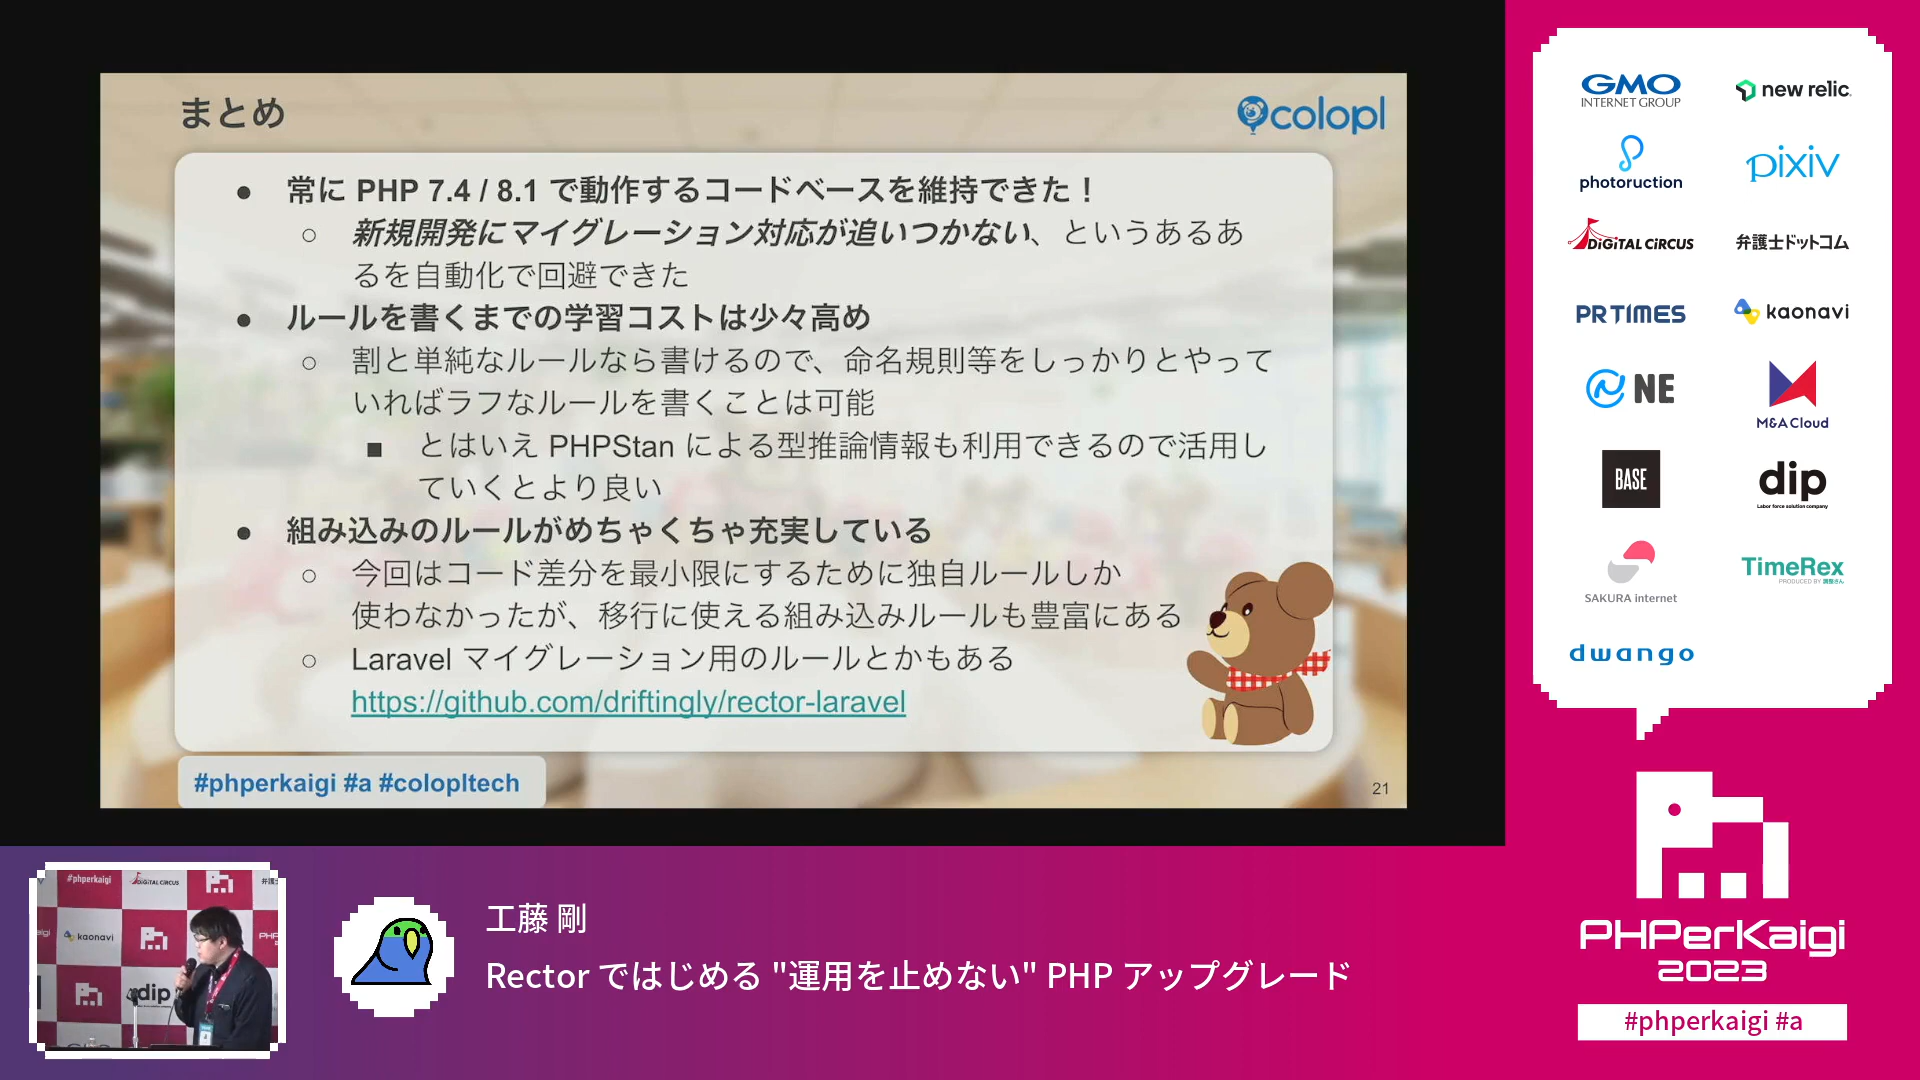 まとめ
colopl
● 常に PHP 7.4 / 8.1 で動作するコードベースを維持できた！
○ 新規開発にマイグレーション対応が追いつかない、というあるあ
るを自動化で回避できた
● ルールを書くまでの学習コストは少々高め
○ 割と単純なルールなら書けるので、命名規則等をしっかりとやって
いればラフなルールを書くことは可能
■ とはいえ PHPStan による型推論情報も利用できるので活用し
ていくとより良い
● 組み込みのルールがめちゃくちゃ充実している
○ 今回はコード差分を最小限にするために独自ルールしか
使わなかったが、移行に使える組み込みルールも豊富にある
○ Laravel マイグレーション用のルールとかもある
https://github.com/driftingly/rector-laravel
#phperkaigi #a #colopltech
21
GMO
INTERNET GROUP
new relic
photoruction
pixiv
DIGITAL CIRCUS
弁護士ドットコム
PR TIMES
kaonavi
NE
M&A Cloud
BASE
dip
Labor force solution company
SAKURA internet
TimeRex
PRODUCED BY 調整さん
dwango
#phperkaigi
DIGITAL CIRCUS
kaonavi
dip
工藤 剛
Rector ではじめる "運用を止めない" PHP アップグレード
PHPerKaigi
2023
#phperkaigi #a